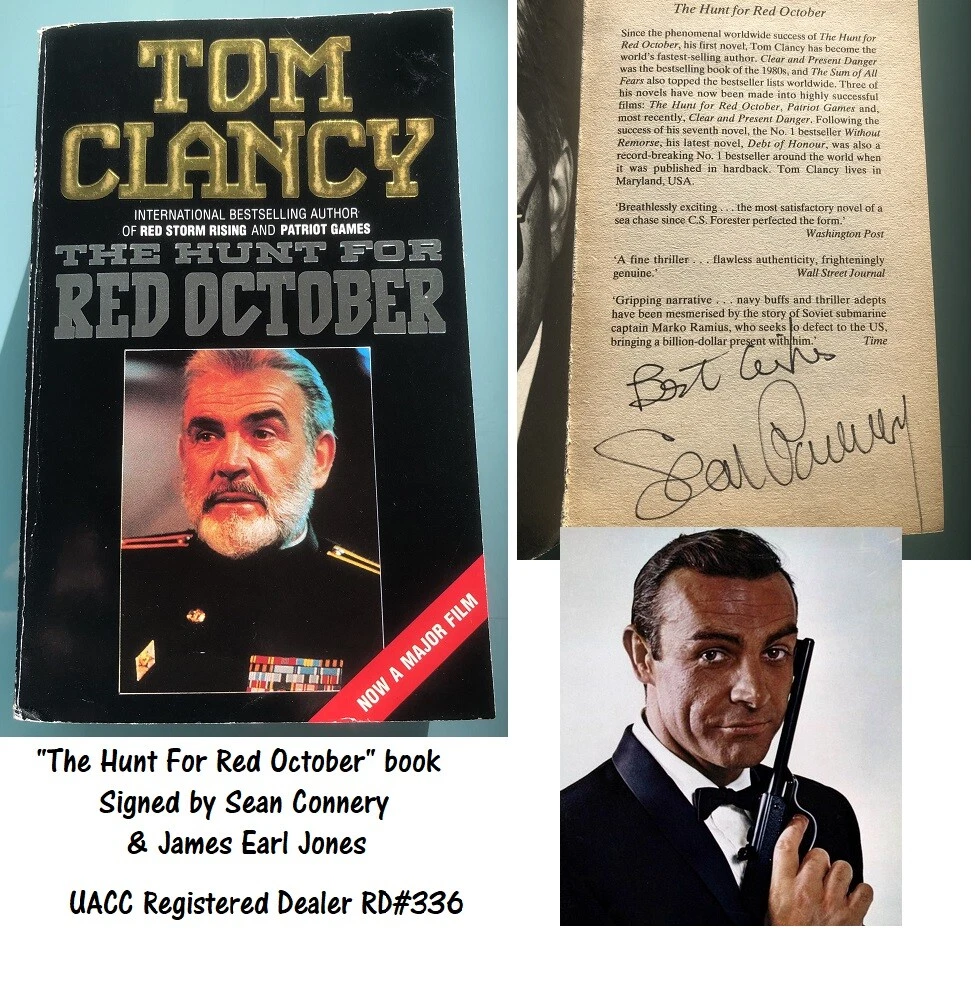 TOM
CLANCY
INTERNATIONAL BESTSELLING AUTHOR
OF RED STORM RISING AND PATRIOT GAMES
THE HUNT FOR
RED OCTOBER
NOW A MAJOR FILM
The Hunt for Red October
Since the phenomenal worldwide success of The Hunt for
Red October, his first novel, Tom Clancy has become the
world's fastest-selling author. Clear and Present Danger
was the bestselling book of the 1980s, and The Sum of All
Fears also topped the bestseller lists worldwide. Three of
his novels have now been made into highly successful
films: The Hunt for Red October, Patriot Games and,
most recently, Clear and Present Danger. Following the
success of his seventh novel, the No. 1 bestseller Without
Remorse, his latest novel, Debt of Honour, was also a
record-breaking No. 1 bestseller around the world when
it was published in hardback. Tom Clancy lives in
Maryland, USA.
'Breathlessly exciting . . . the most satisfactory novel of a
sea chase since C.S. Forester perfected the form.'
Washington Post
'A fine thriller . . . flawless authenticity, frighteningly
genuine.' Wall Street Journal
'Gripping narrative . . . navy buffs and thriller adepts
have been mesmerised by the story of Soviet submarine
captain Marko Ramius, who seeks to defect to the US,
bringing a billion-dollar present with him.' Time
Best wishes
Sean Connery
"The Hunt For Red October" book
Signed by Sean Connery
& James Earl Jones
UACC Registered Dealer RD#336